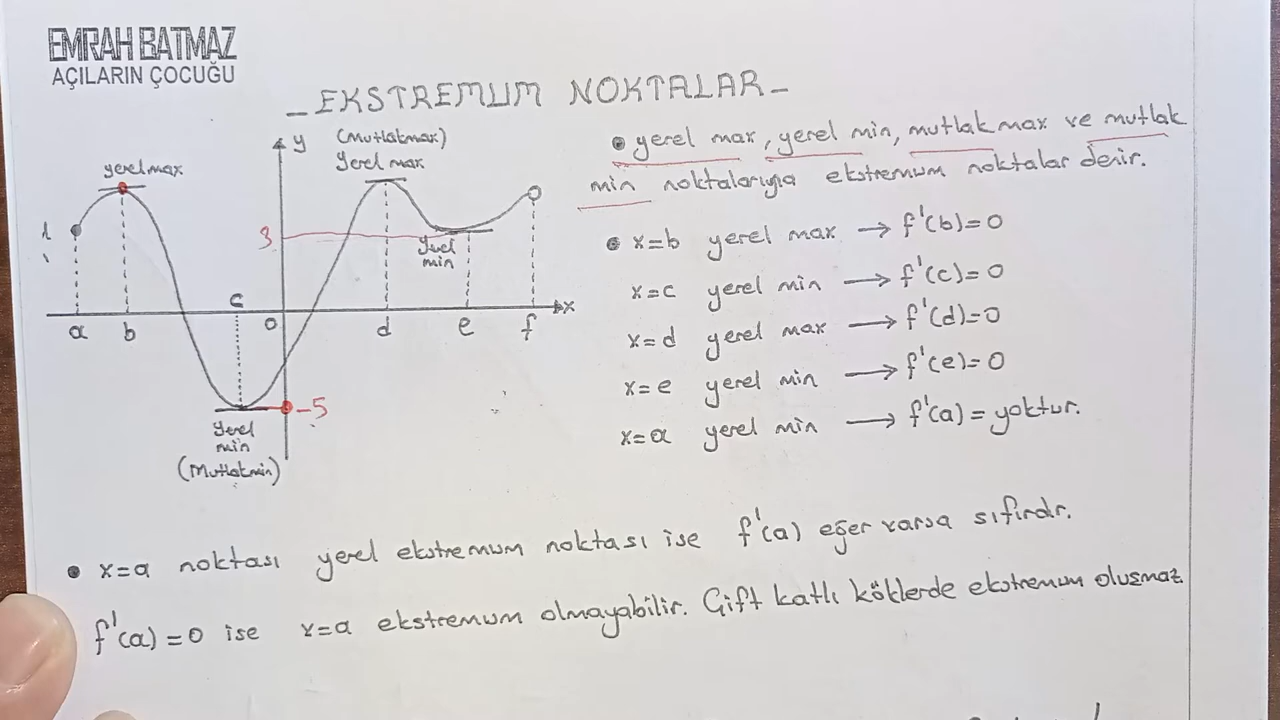 EMRAH BATMAZ
AÇILARIN ÇOCUĞU
_EKSTREMUM NOKTALAR_
y
(Mutlakmax)
Yerel max
yerel max
1
3
Yerel
min
c
a
b
0
d
e
f
x
-5
Yerel
min
(Mutlakmin)
• yerel max, yerel min, mutlak max ve mutlak
min noktalarıyla ekstremum noktalar denir.
• x=b yerel max → f'(b)=0
x=c yerel min → f'(c)=0
x=d yerel max → f'(d)=0
x=e yerel min → f'(e)=0
x=a yerel min → f'(a)= yoktur.
• x=a noktası yerel ekstremum noktası ise f'(a) eğer varsa sıfırdır.
f'(a)=0 ise x=a ekstremum olmayabilir. Çift katlı köklerde ekstremum oluşmaz.